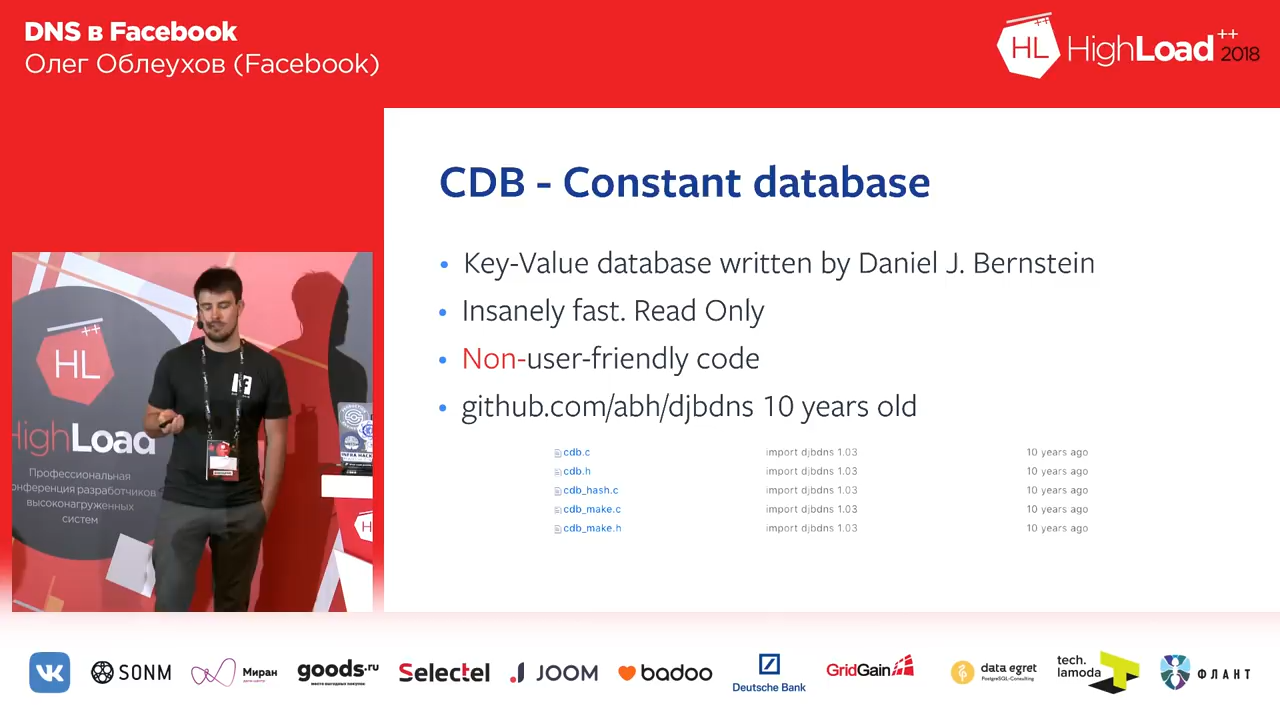 DNS в Facebook
Олег Облеухов (Facebook)
HL ++
HighLoad ++ 2018
CDB - Constant database
• Key-Value database written by Daniel J. Bernstein
• Insanely fast. Read Only
• Non-user-friendly code
• github.com/abh/djbdns 10 years old
cdb.c import djbdns 1.03 10 years ago
cdb.h import djbdns 1.03 10 years ago
cdb_hash.c import djbdns 1.03 10 years ago
cdb_make.c import djbdns 1.03 10 years ago
cdb_make.h import djbdns 1.03 10 years ago
++
HL
HighLoad
Профессиональная
конференция разработчиков
высоконагруженных
систем
f
INFRA HACK
H
VK
SONM
Миран
goods.ru
Selectel
JOOM
badoo
Deutsche Bank
GridGain
data egret
PostgreSQL-Consulting
tech.
lamoda
ФЛАНТ